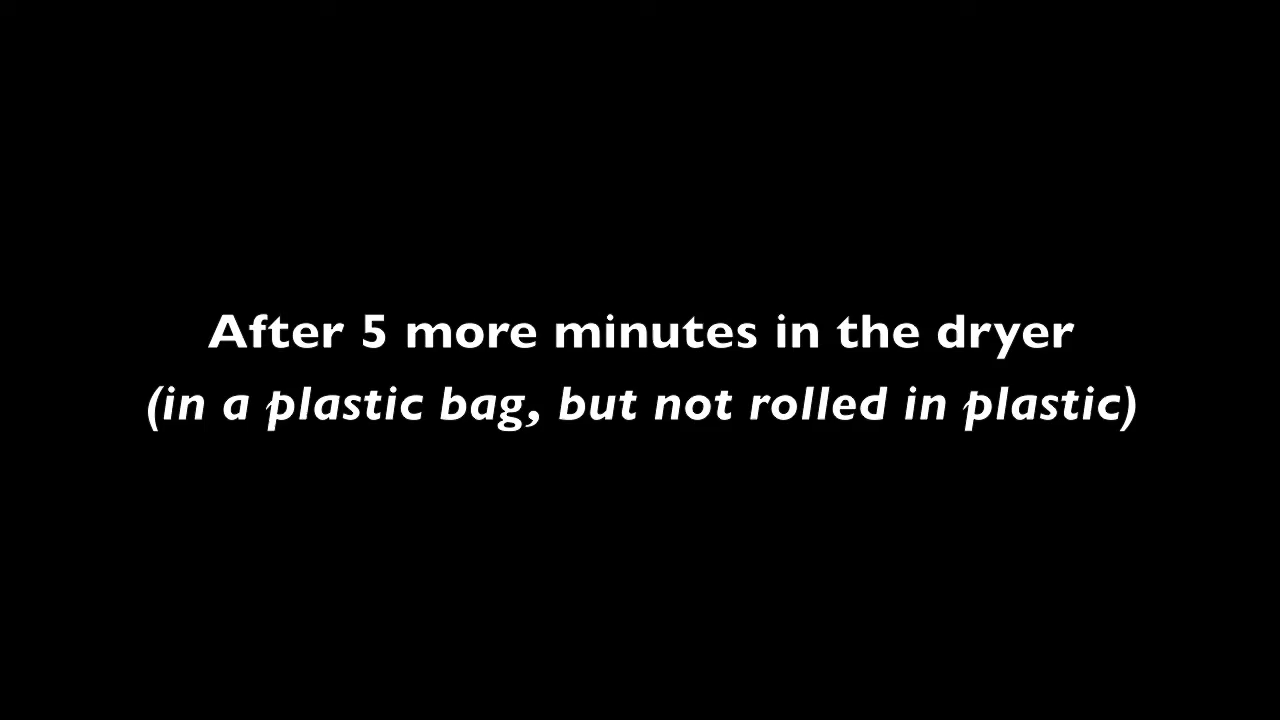 After 5 more minutes in the dryer
(in a plastic bag, but not rolled in plastic)